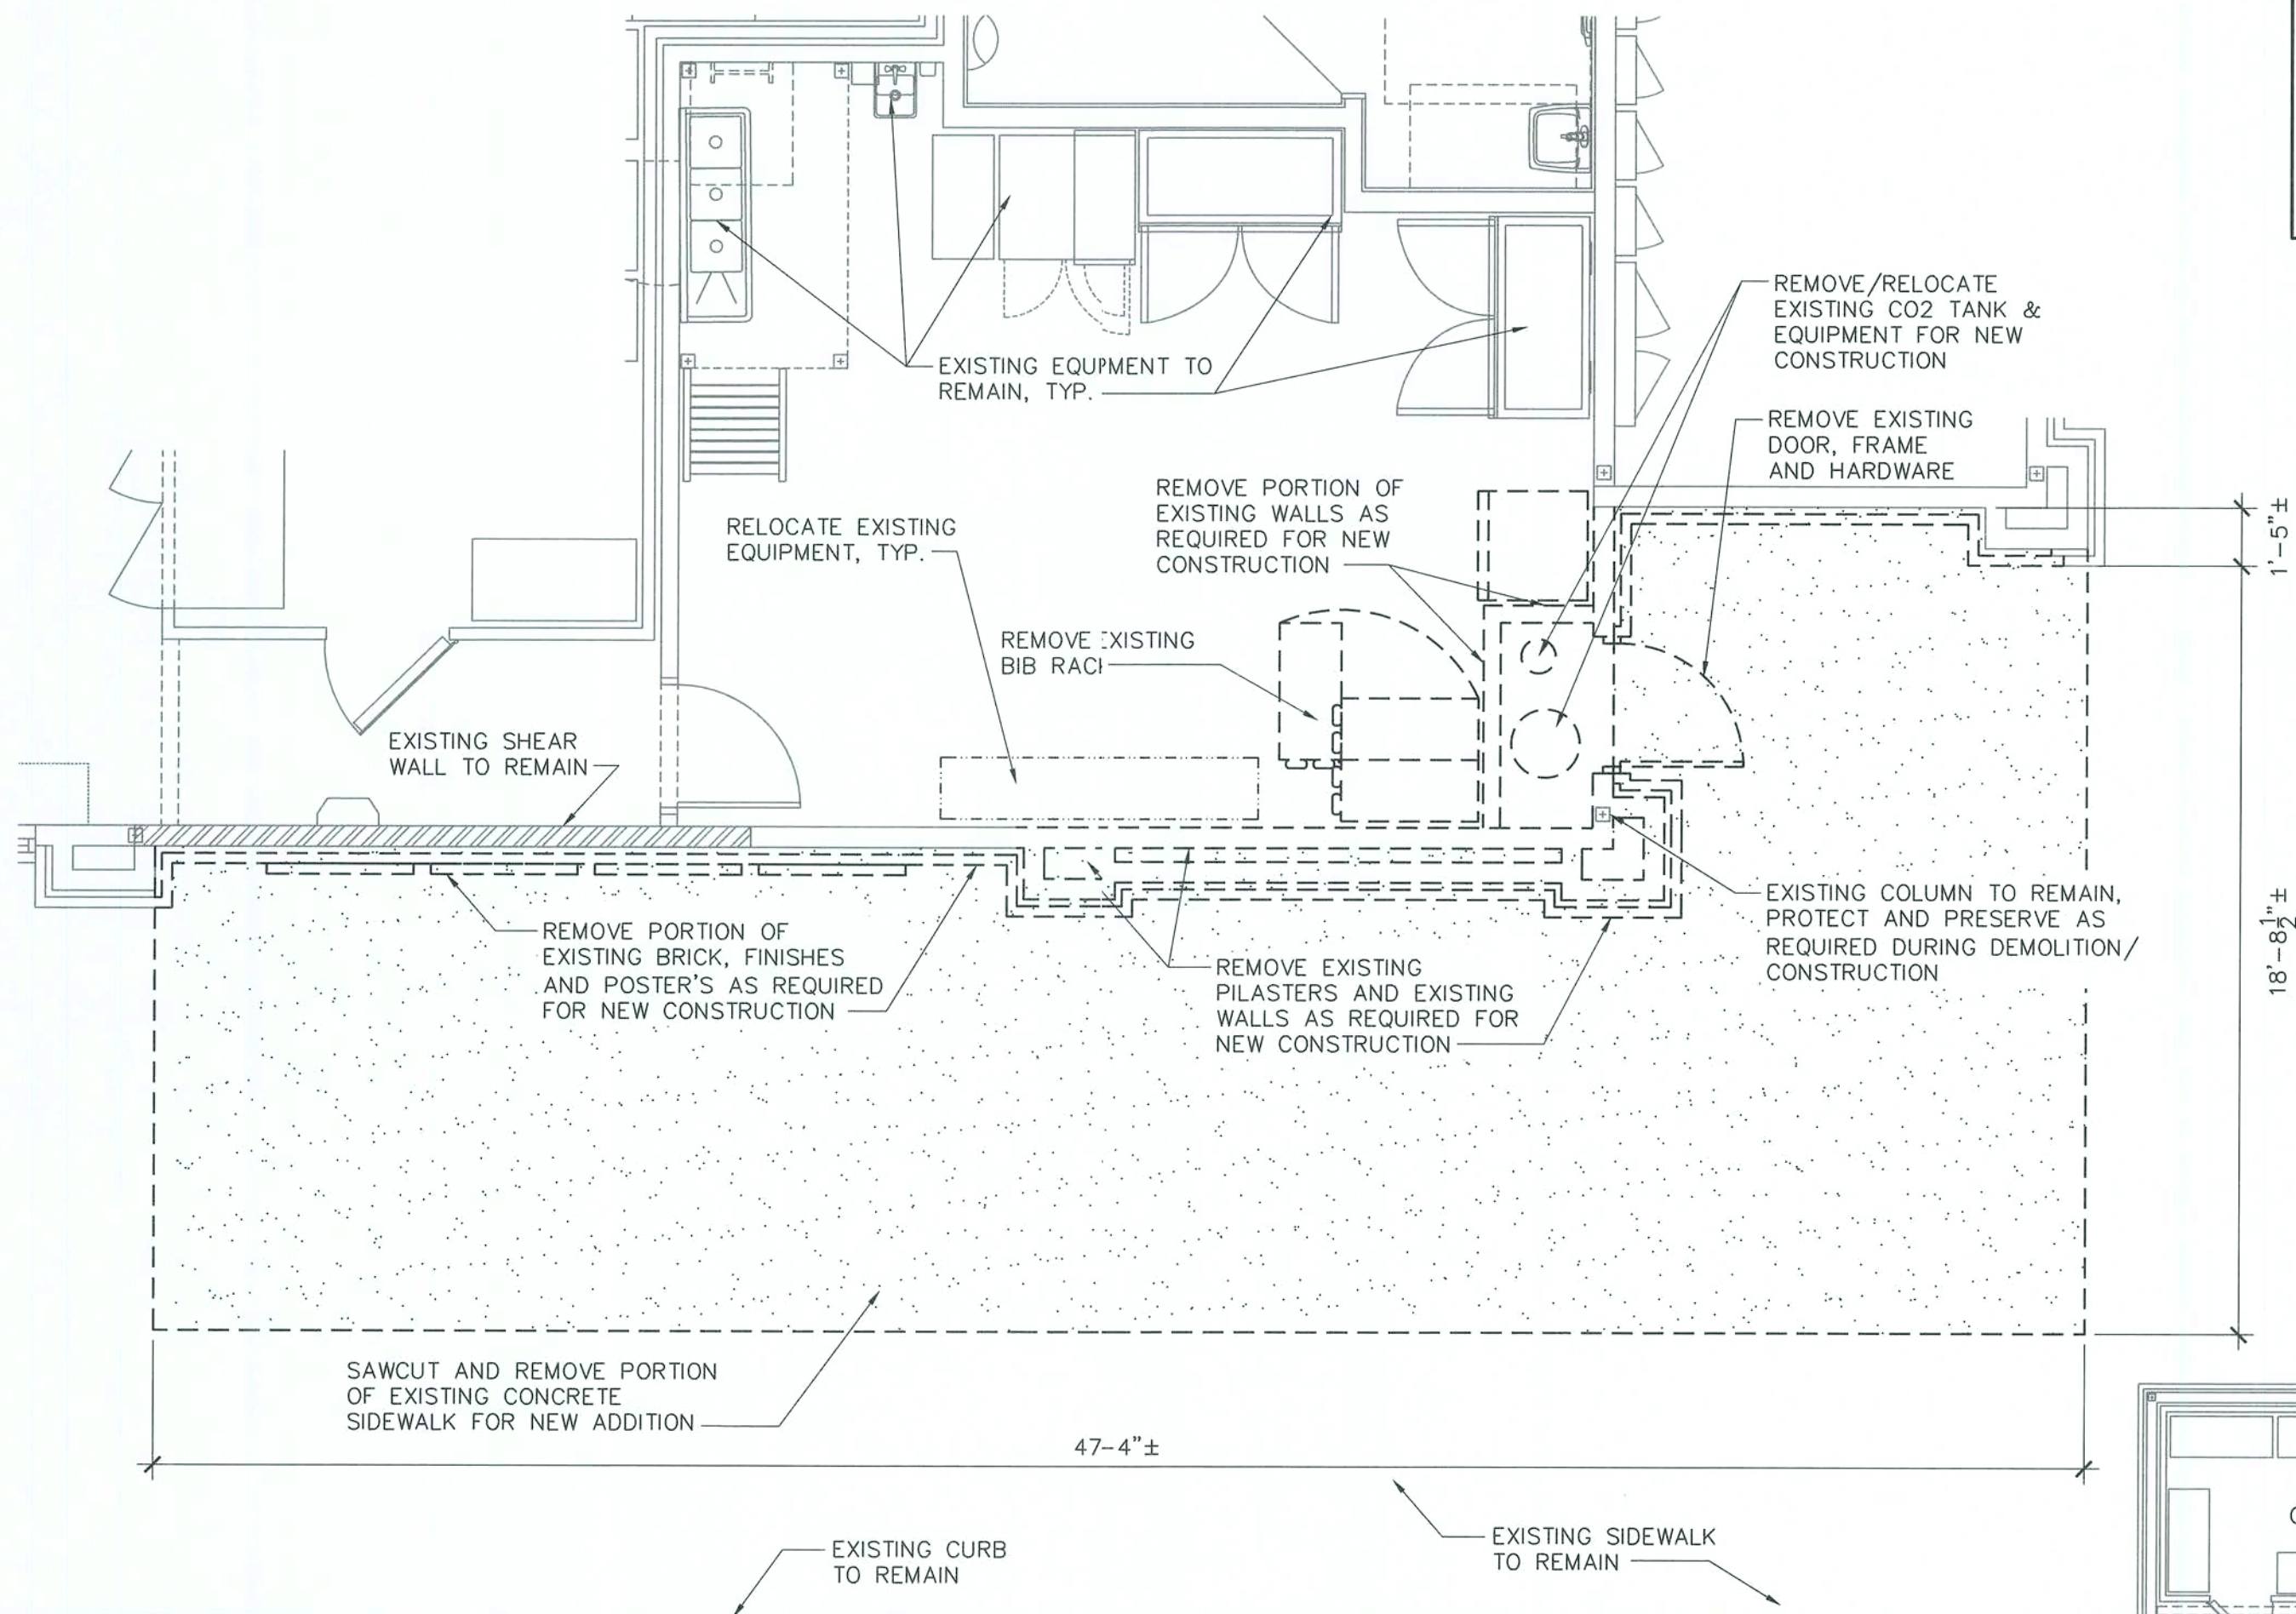 REMOVE/RELOCATE
EXISTING CO2 TANK &
EQUIPMENT FOR NEW
CONSTRUCTION
EXISTING EQUIPMENT TO
REMAIN, TYP.
REMOVE EXISTING
DOOR, FRAME
AND HARDWARE
REMOVE PORTION OF
EXISTING WALLS AS
REQUIRED FOR NEW
CONSTRUCTION
RELOCATE EXISTING
EQUIPMENT, TYP.
1'-5"±
REMOVE EXISTING
BIB RACK
EXISTING SHEAR
WALL TO REMAIN
EXISTING COLUMN TO REMAIN,
PROTECT AND PRESERVE AS
REQUIRED DURING DEMOLITION/
CONSTRUCTION
18'-8 1/2"±
REMOVE PORTION OF
EXISTING BRICK, FINISHES
AND POSTER'S AS REQUIRED
FOR NEW CONSTRUCTION
REMOVE EXISTING
PILASTERS AND EXISTING
WALLS AS REQUIRED FOR
NEW CONSTRUCTION
SAWCUT AND REMOVE PORTION
OF EXISTING CONCRETE
SIDEWALK FOR NEW ADDITION
47-4"±
EXISTING CURB
TO REMAIN
EXISTING SIDEWALK
TO REMAIN